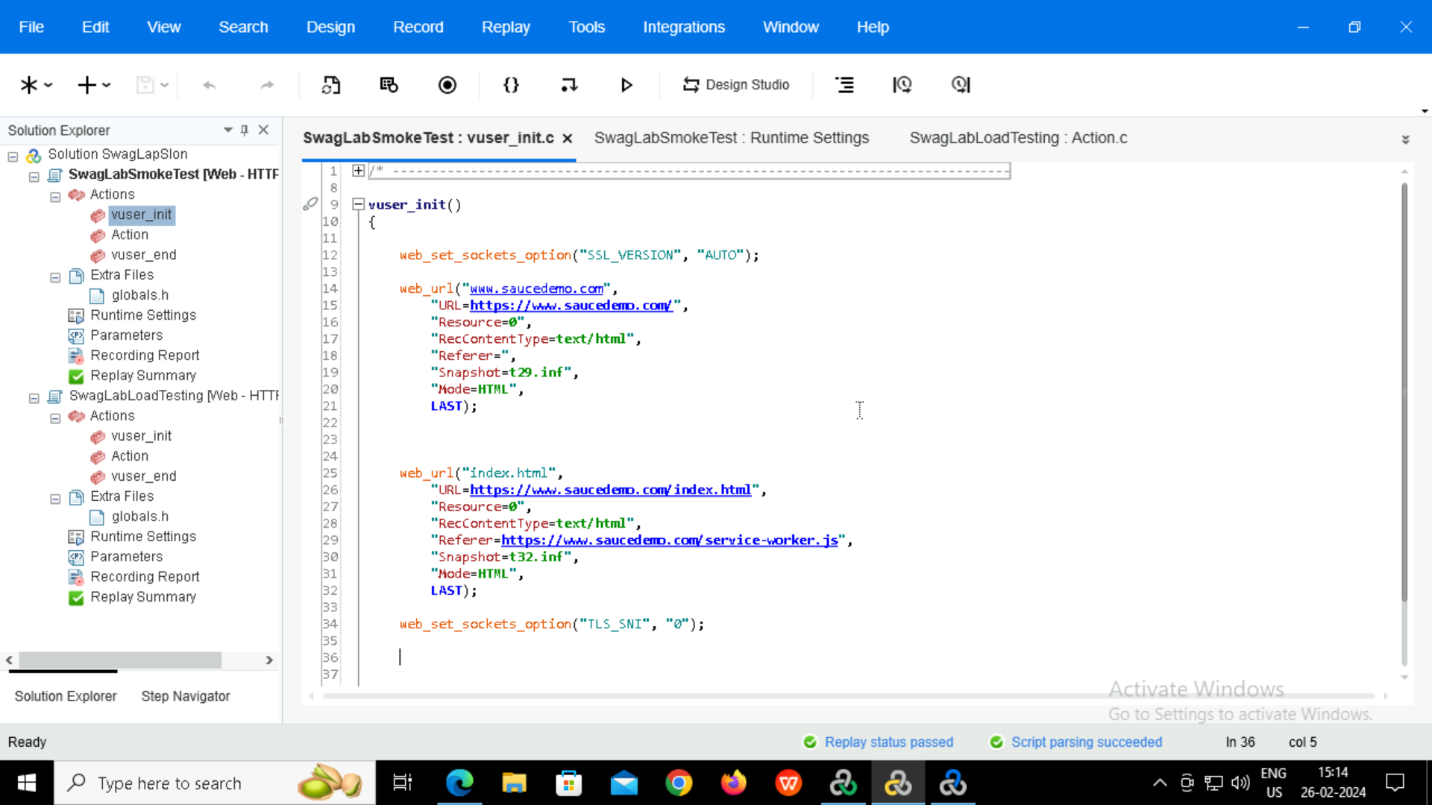 File Edit View Search Design Record Replay Tools Integrations Window Help
{} Design Studio
Solution Explorer
Solution SwagLapSlon
SwagLabSmokeTest [Web - HTTF
Actions
vuser_init
Action
vuser_end
Extra Files
globals.h
Runtime Settings
Parameters
Recording Report
Replay Summary
SwagLabLoadTesting [Web - HTTF
Actions
vuser_init
Action
vuser_end
Extra Files
globals.h
Runtime Settings
Parameters
Recording Report
Replay Summary
Solution Explorer Step Navigator
SwagLabSmokeTest : vuser_init.c SwagLabSmokeTest : Runtime Settings SwagLabLoadTesting : Action.c
1 /* -----------------------------------------------------------------------------
8
9 vuser_init()
10 {
11
12 web_set_sockets_option("SSL_VERSION", "AUTO");
13
14 web_url("www.saucedemo.com",
15 "URL=https://www.saucedemo.com/",
16 "Resource=0",
17 "RecContentType=text/html",
18 "Referer=",
19 "Snapshot=t29.inf",
20 "Mode=HTML",
21 LAST);
22
23
24
25 web_url("index.html",
26 "URL=https://www.saucedemo.com/index.html",
27 "Resource=0",
28 "RecContentType=text/html",
29 "Referer=https://www.saucedemo.com/service-worker.js",
30 "Snapshot=t32.inf",
31 "Mode=HTML",
32 LAST);
33
34 web_set_sockets_option("TLS_SNI", "0");
35
36
37
Activate Windows
Go to Settings to activate Windows.
Ready Replay status passed Script parsing succeeded ln 36 col 5
Type here to search
ENG
US
15:14
26-02-2024